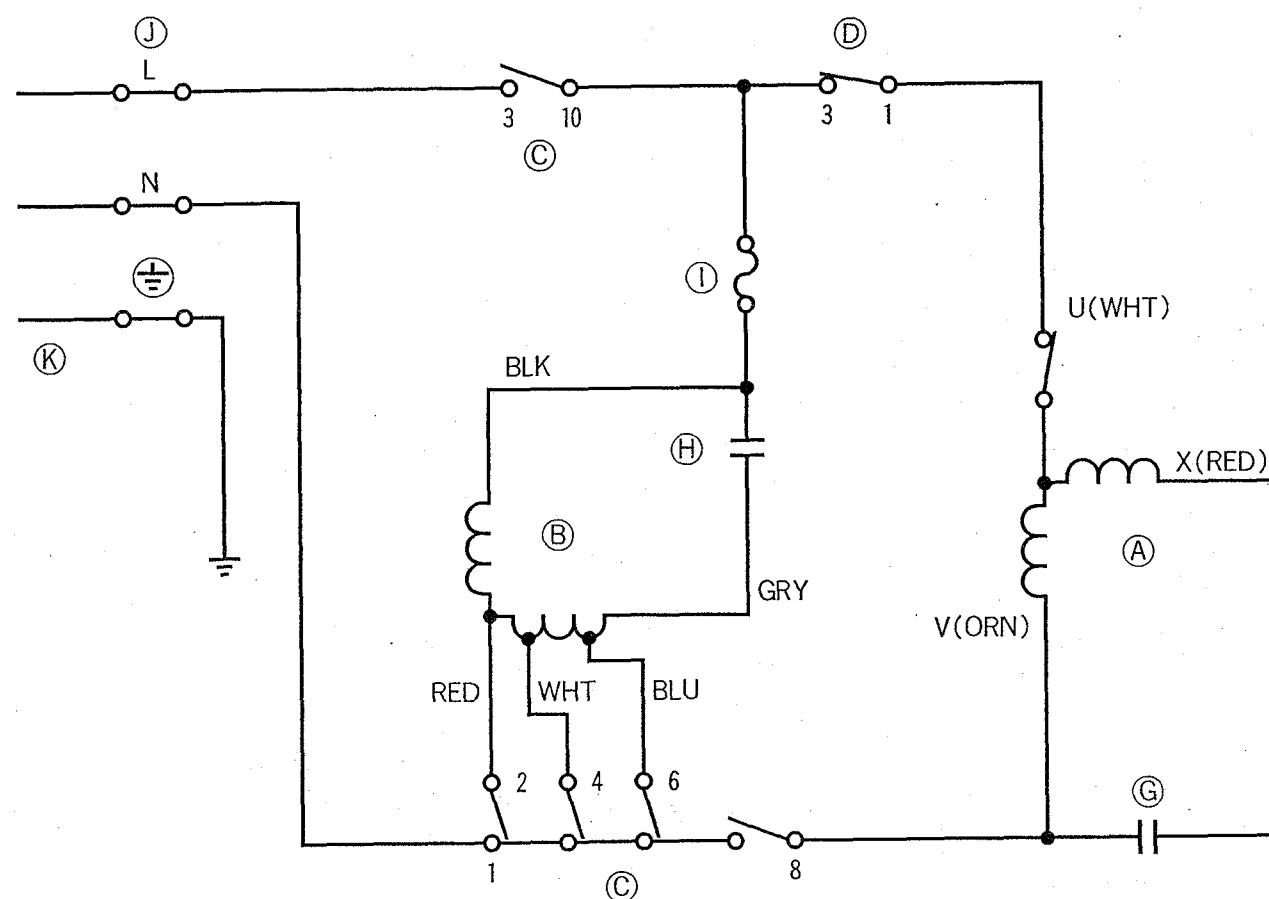 Ⓙ
L
Ⓓ
3 10
3 1
Ⓒ
N
Ⓘ
U(WHT)
Ⓚ
BLK
Ⓗ
X(RED)
Ⓑ
Ⓐ
GRY
V(ORN)
RED WHT BLU
2 4 6
Ⓖ
1 8
Ⓒ